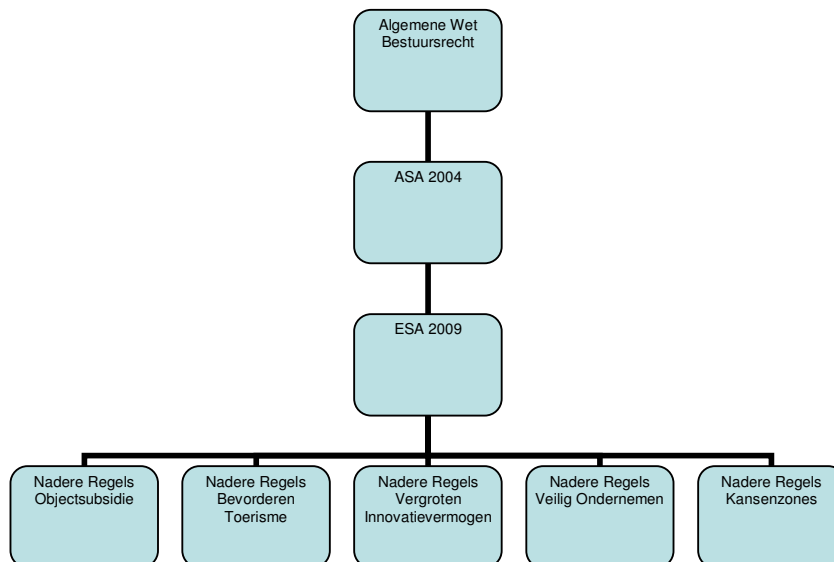 Algemene Wet
Bestuursrecht
ASA 2004
ESA 2009
Nadere Regels
Objectsubsidie
Nadere Regels
Bevorderen
Toerisme
Nadere Regels
Vergroten
Innovatievermogen
Nadere Regels
Veilig Ondernemen
Nadere Regels
Kansenzones